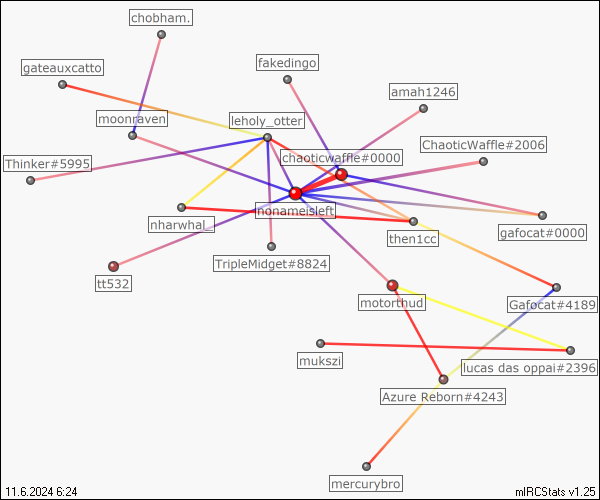 chobham.
gateauxcatto
fakedingo
amah1246
moonraven
leholy_otter
ChaoticWaffle#2006
chaoticwaffle#0000
Thinker#5995
nonameisleft
nharwhal_
gafocat#0000
then1cc
TripleMidget#8824
tt532
Gafocat#4189
motorthud
mukszi
lucas das oppai#2396
Azure Reborn#4243
mercurybro
11.6.2024 6:24
mIRCStats v1.25